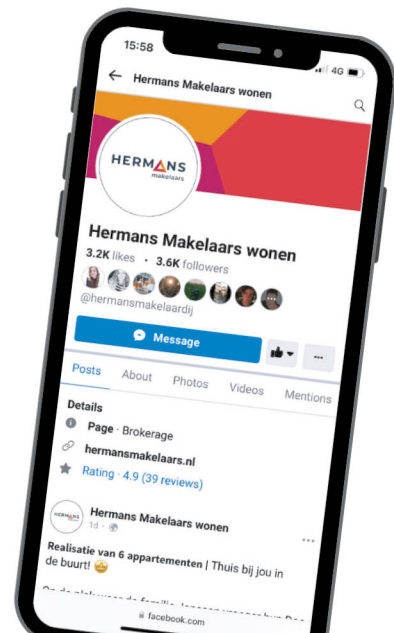 15:58
4G
Hermans Makelaars wonen
HERMANS
makelaars
Hermans Makelaars wonen
3.2K likes · 3.6K followers
@hermansmakelaardij
Message
Posts About Photos Videos Mentions
Details
Page · Brokerage
hermansmakelaars.nl
Rating · 4.9 (39 reviews)
HERMANS
Hermans Makelaars wonen
1d ·
Realisatie van 6 appartementen | Thuis bij jou in
de buurt! 🤩
facebook.com